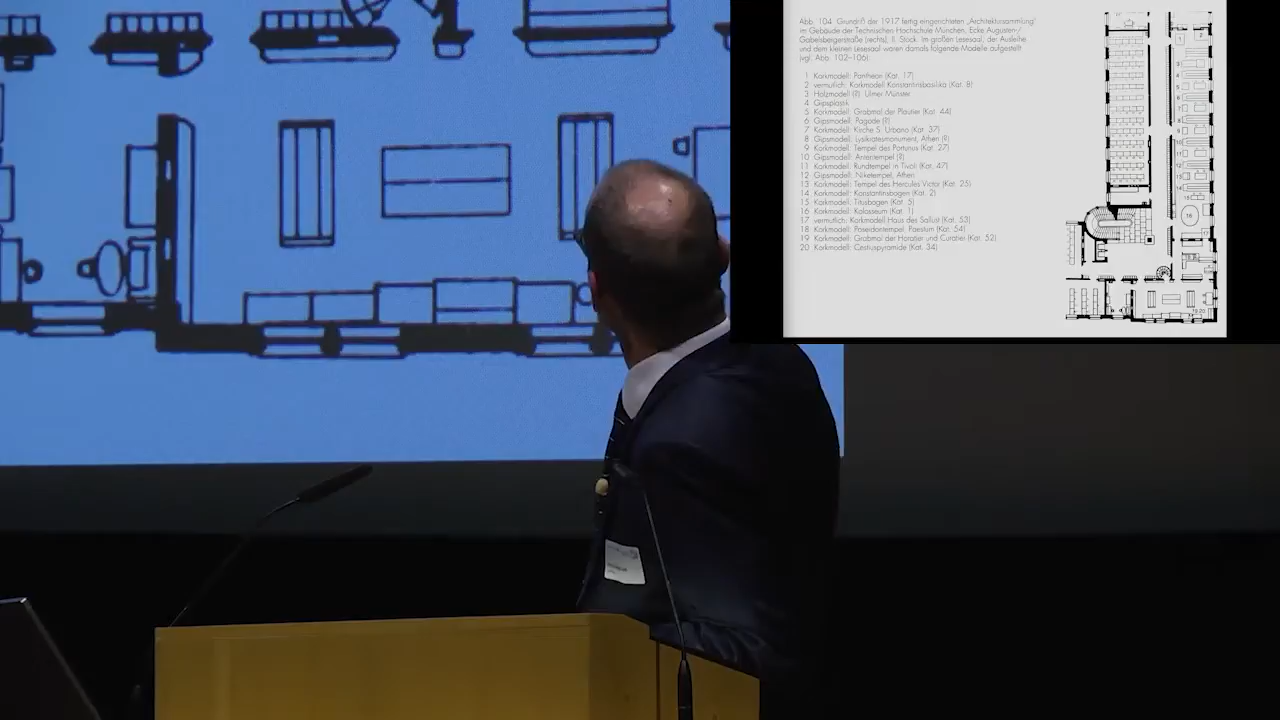 Abb. 104 Grundriß der 1917 fertig eingerichteten „Architektursammlung"
im Gebäude der Technischen Hochschule München, Ecke Augusten-/
Gabelsbergerstraße (rechts), II. Stock. Im großen Lesesaal, der Ausleihe
und dem kleinen Lesesaal waren damals folgende Modelle aufgestellt
(vgl. Abb. 102–106):
1 Korkmodell: Pantheon (Kat. 17)
2 vermutlich: Korkmodell Konstantinsbasilika (Kat. 8)
3 Holzmodell (?): Ulmer Münster
4 Gipsplastik
5 Korkmodell: Grabmal der Plautier (Kat. 44)
6 Gipsmodell: Pagode (?)
7 Korkmodell: Kirche S. Urbano (Kat. 37)
8 Gipsmodell: Lysikratesmonument, Athen (?)
9 Korkmodell: Tempel des Portunus (Kat. 27)
10 Gipsmodell: Antentempel (?)
11 Korkmodell: Rundtempel in Tivoli (Kat. 47)
12 Gipsmodell: Niketempel, Athen
13 Korkmodell: Tempel des Hercules Victor (Kat. 25)
14 Korkmodell: Konstantinsbogen (Kat. 2)
15 Korkmodell: Titusbogen (Kat. 5)
16 Korkmodell: Kolosseum (Kat. 1)
17 vermutlich: Korkmodell Haus des Sallust (Kat. 53)
18 Korkmodell: Poseidontempel, Paestum (Kat. 54)
19 Korkmodell: Grabmal der Horatier und Curatier (Kat. 52)
20 Korkmodell: Cestiuspyramide (Kat. 34)